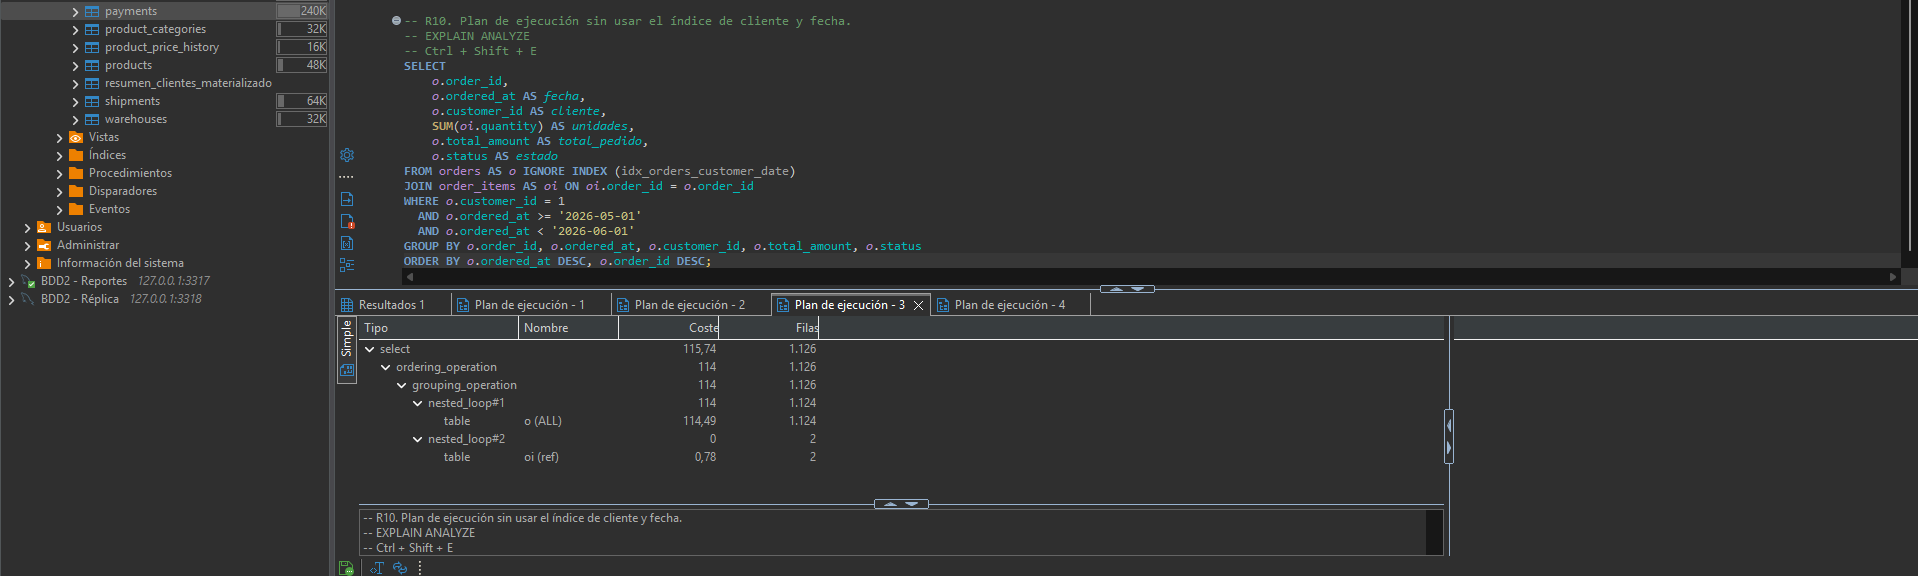 payments 240K
product_categories 32K
product_price_history 16K
products 48K
resumen_clientes_materializado
shipments 64K
warehouses 32K
Vistas
Índices
Procedimientos
Disparadores
Eventos
Usuarios
Administrar
Información del sistema
BDD2 - Reportes 127.0.0.1:3317
BDD2 - Réplica 127.0.0.1:3318
-- R10. Plan de ejecución sin usar el índice de cliente y fecha.
-- EXPLAIN ANALYZE
-- Ctrl + Shift + E
SELECT
o.order_id,
o.ordered_at AS fecha,
o.customer_id AS cliente,
SUM(oi.quantity) AS unidades,
o.total_amount AS total_pedido,
o.status AS estado
FROM orders AS o IGNORE INDEX (idx_orders_customer_date)
JOIN order_items AS oi ON oi.order_id = o.order_id
WHERE o.customer_id = 1
AND o.ordered_at >= '2026-05-01'
AND o.ordered_at < '2026-06-01'
GROUP BY o.order_id, o.ordered_at, o.customer_id, o.total_amount, o.status
ORDER BY o.ordered_at DESC, o.order_id DESC;
Resultados 1 Plan de ejecución - 1 Plan de ejecución - 2 Plan de ejecución - 3 Plan de ejecución - 4
Simple
Tipo Nombre Coste Filas
select 115,74 1.126
ordering_operation 114 1.126
grouping_operation 114 1.126
nested_loop#1 114 1.124
table o (ALL) 114,49 1.124
nested_loop#2 0 2
table oi (ref) 0,78 2
-- R10. Plan de ejecución sin usar el índice de cliente y fecha.
-- EXPLAIN ANALYZE
-- Ctrl + Shift + E